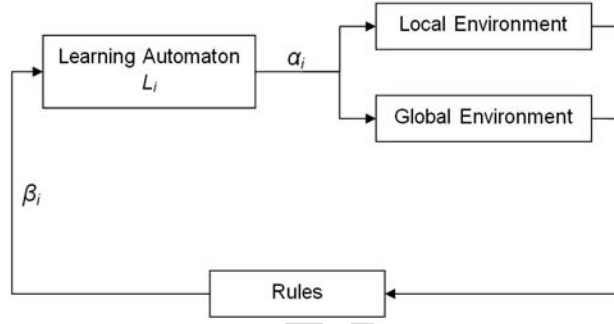 Local Environment
Learning Automaton
Lᵢ
αᵢ
Global Environment
βᵢ
Rules